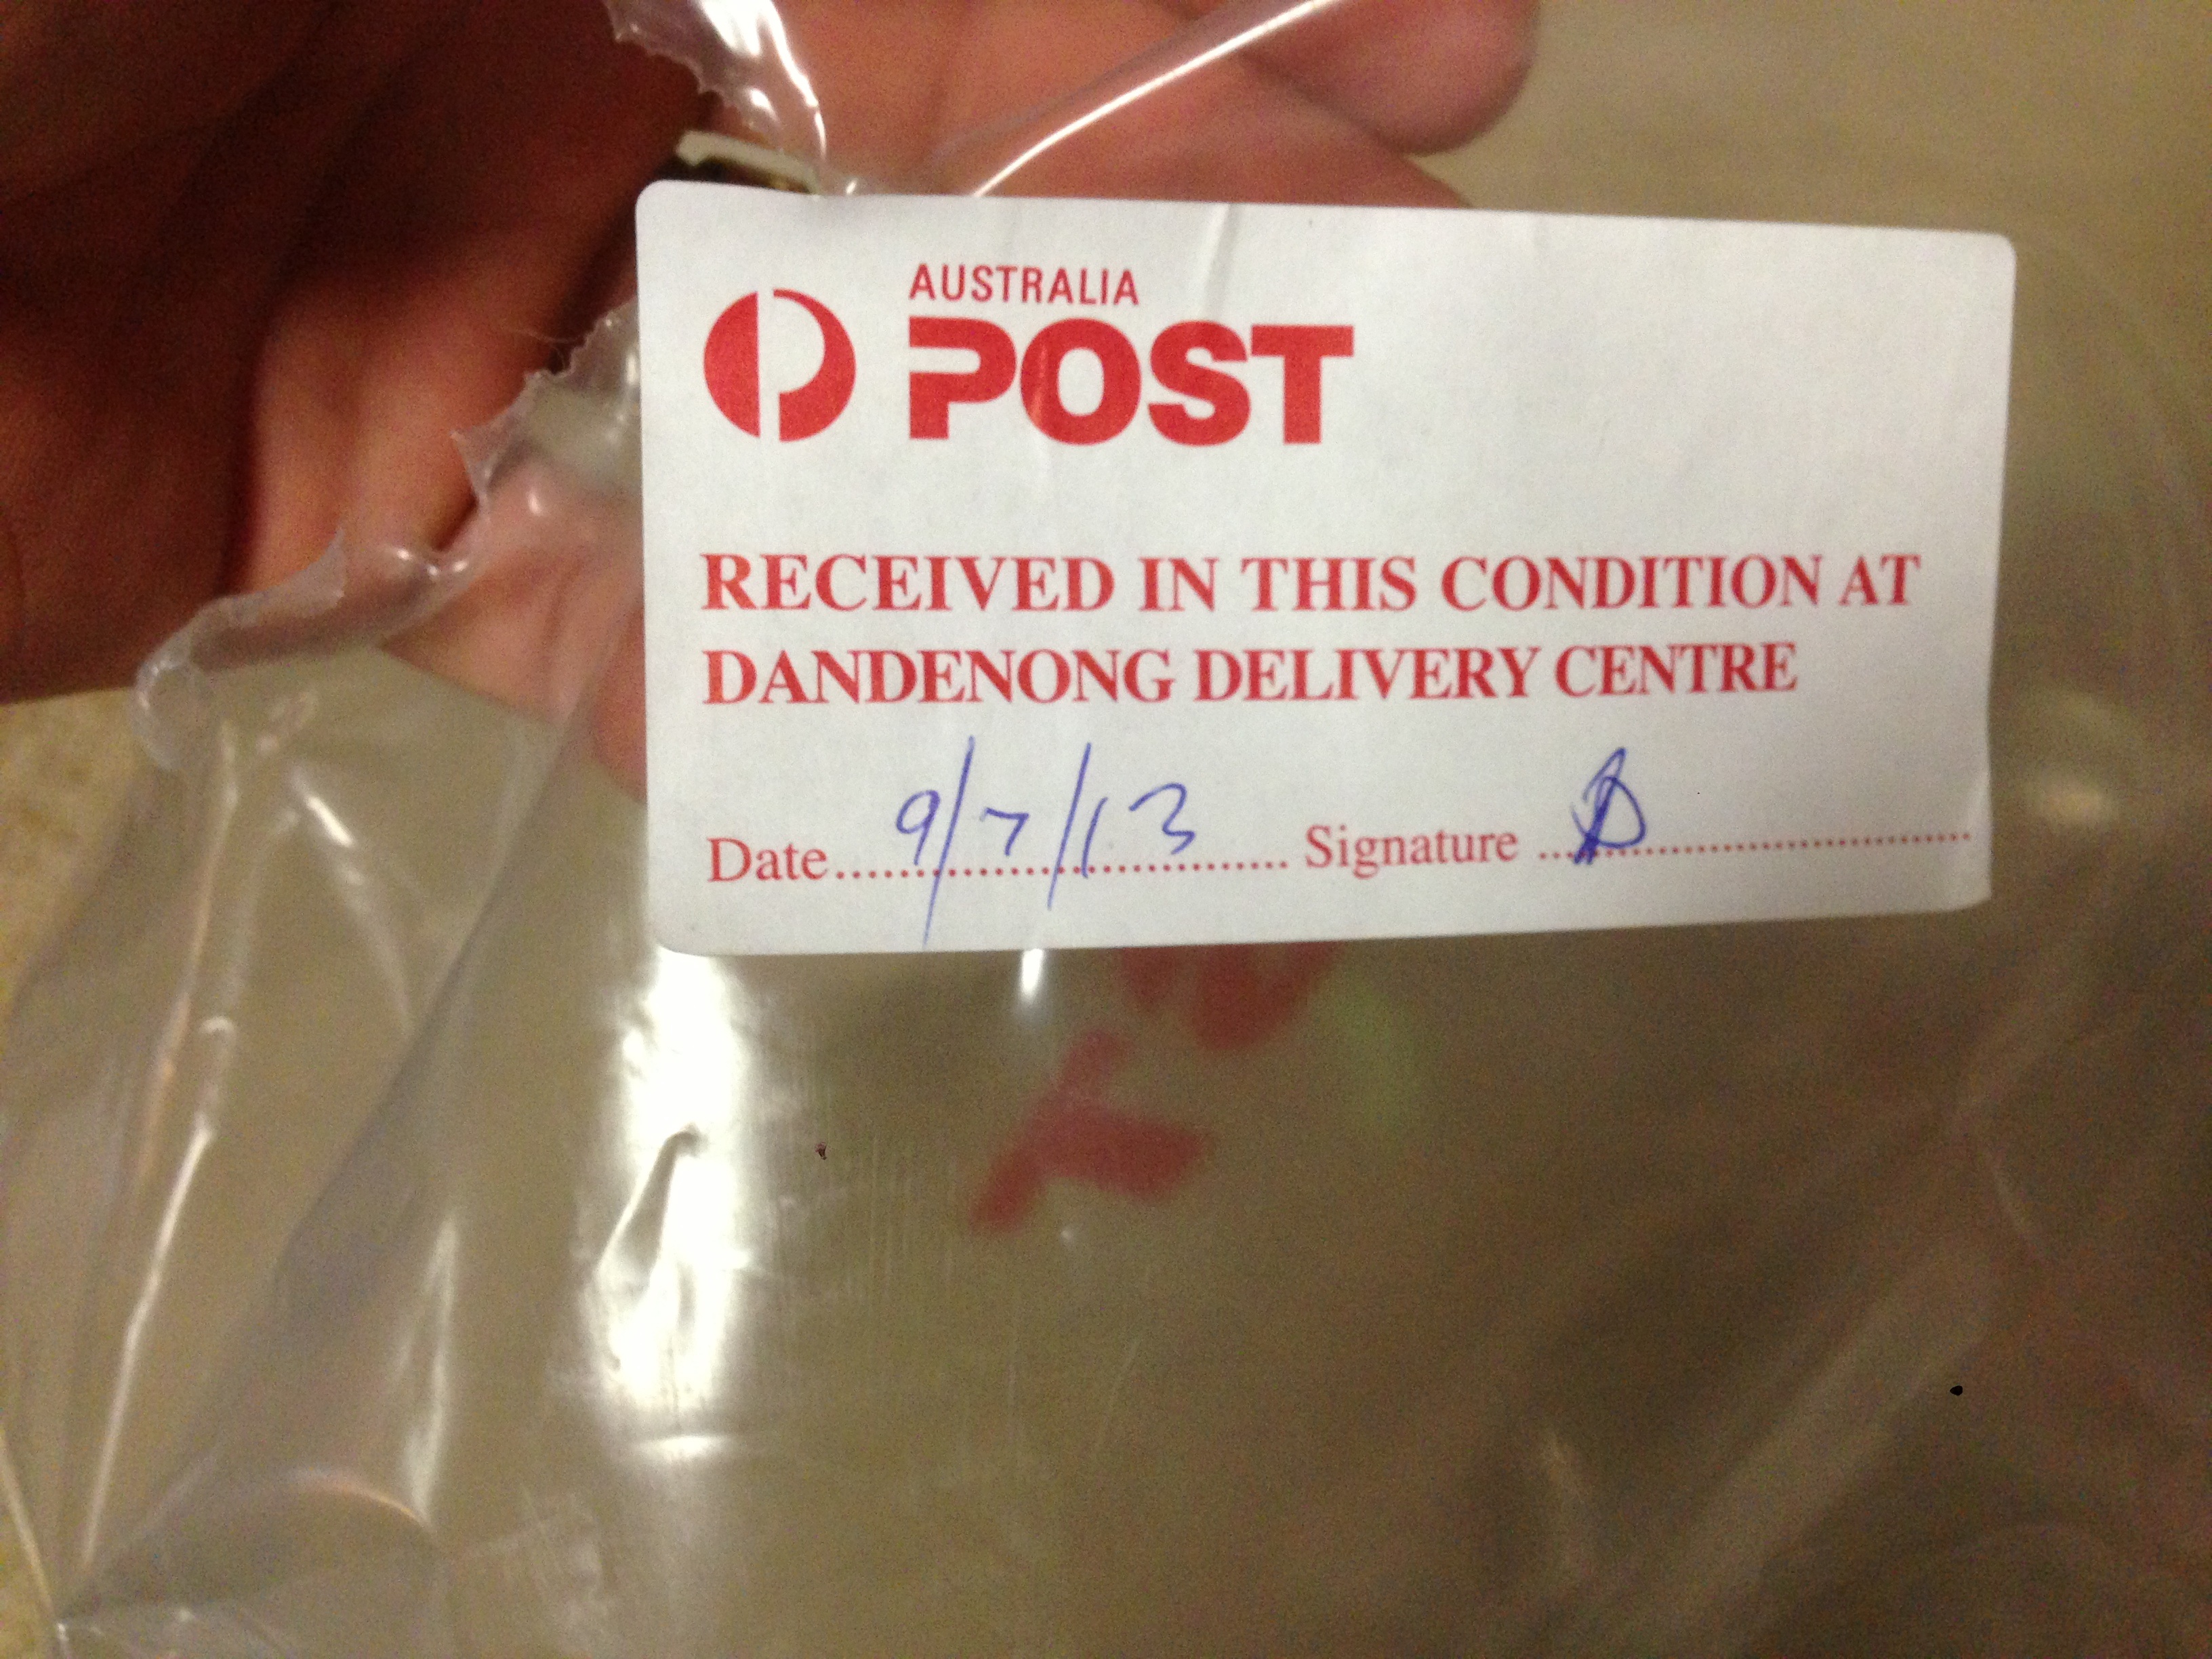 AUSTRALIA
POST
RECEIVED IN THIS CONDITION AT
DANDENONG DELIVERY CENTRE
Date.......9/7/13....... Signature ..............